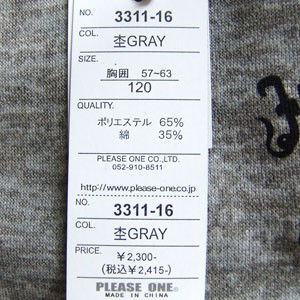 NO. 3311-16
COL. 杢GRAY
SIZE.
胸囲 57~63
120
QUALITY.
ポリエステル 65%
綿 35%
PLEASE ONE CO.,LTD.
052-910-8511
http://www.please-one.co.jp
NO. 3311-16
COL. 杢GRAY
PRICE.
¥2,300-
(税込¥2,415-)
PLEASE ONE®
MADE IN CHINA